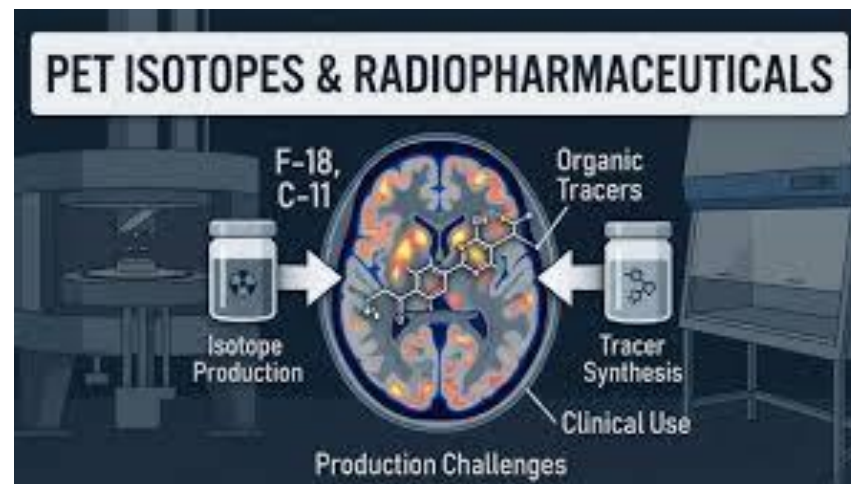 PET ISOTOPES & RADIOPHARMACEUTICALS
F-18,
C-11
Organic
Tracers
Isotope
Production
Tracer
Synthesis
Clinical Use
Production Challenges